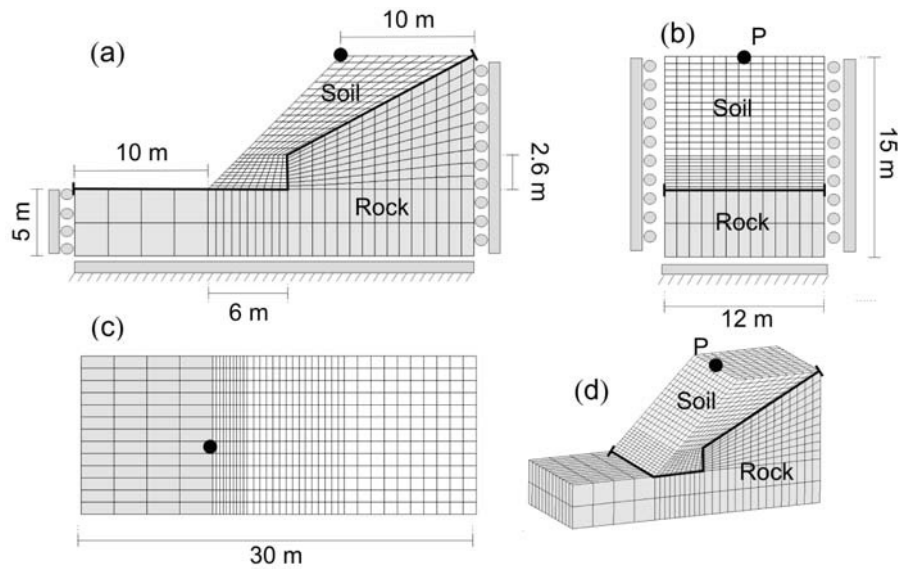 (a)
10 m
Soil
10 m
2.6 m
Rock
5 m
6 m
(b)
P
Soil
15 m
Rock
12 m
(c)
30 m
(d)
P
Soil
Rock